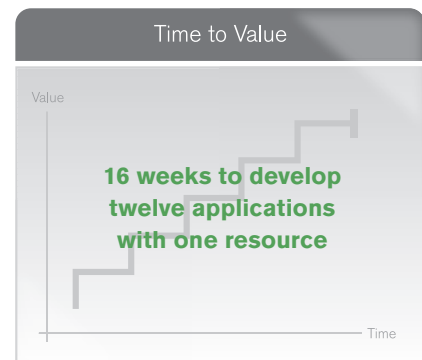 Time to Value
Value
16 weeks to develop
twelve applications
with one resource
Time